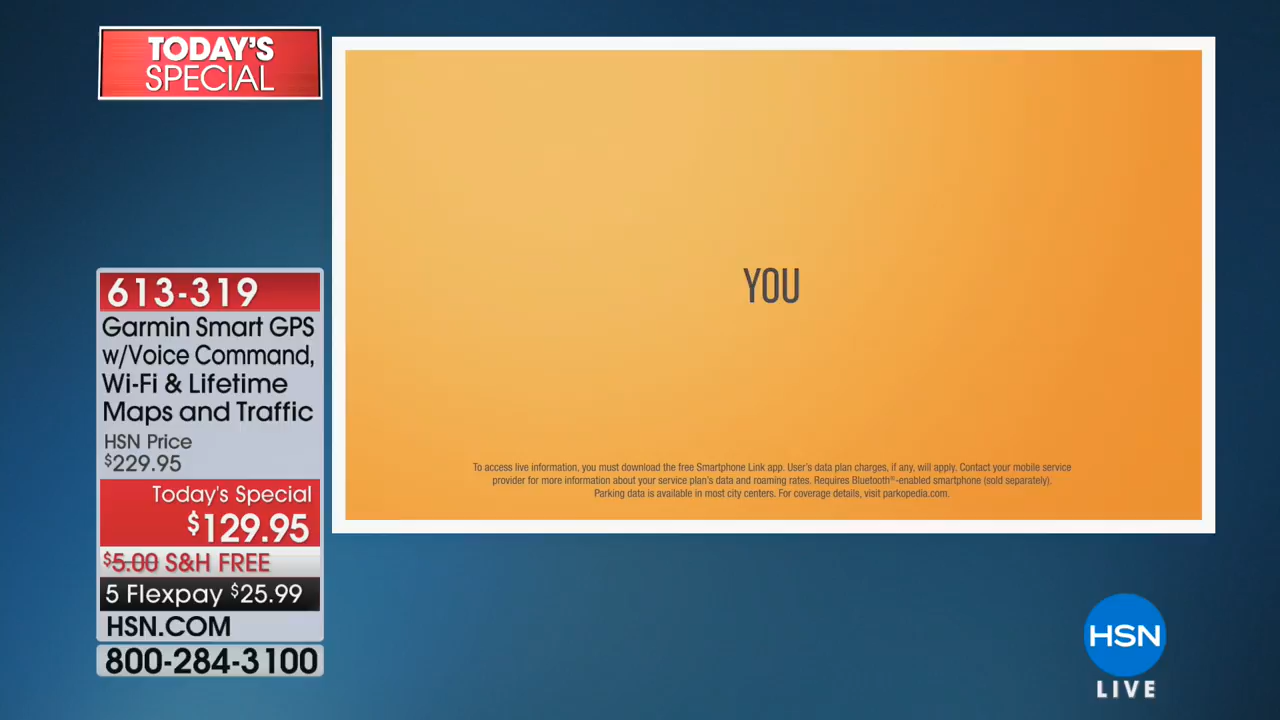 TODAY'S
SPECIAL
613-319
Garmin Smart GPS
w/Voice Command,
Wi-Fi & Lifetime
Maps and Traffic
HSN Price
$229.95
Today's Special
$129.95
$5.00 S&H FREE
5 Flexpay $25.99
HSN.COM
800-284-3100
YOU
To access live information, you must download the free Smartphone Link app. User's data plan charges, if any, will apply. Contact your mobile service
provider for more information about your service plan's data and roaming rates. Requires Bluetooth®-enabled smartphone (sold separately).
Parking data is available in most city centers. For coverage details, visit parkopedia.com.
HSN
LIVE